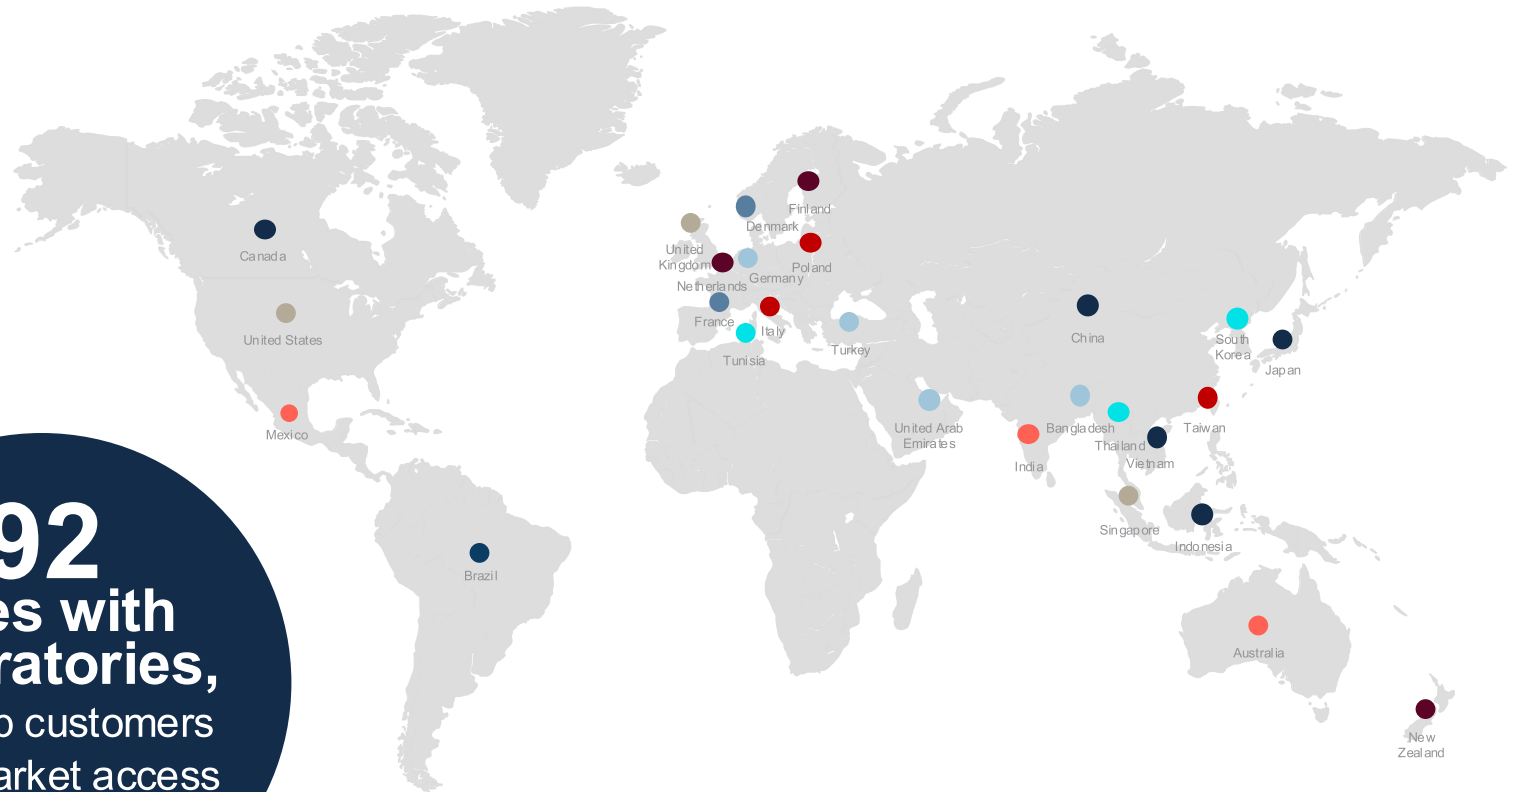 Canada
United States
Mexico
Brazil
United
Kingdom
Netherlands
France
Tunisia
Denmark
Finland
Germany
Poland
Italy
Turkey
United Arab
Emirates
India
Bangladesh
China
Thailand
Vietnam
Singapore
Indonesia
Taiwan
South
Korea
Japan
Australia
New
Zealand
92
es with
ratories,
o customers
arket access